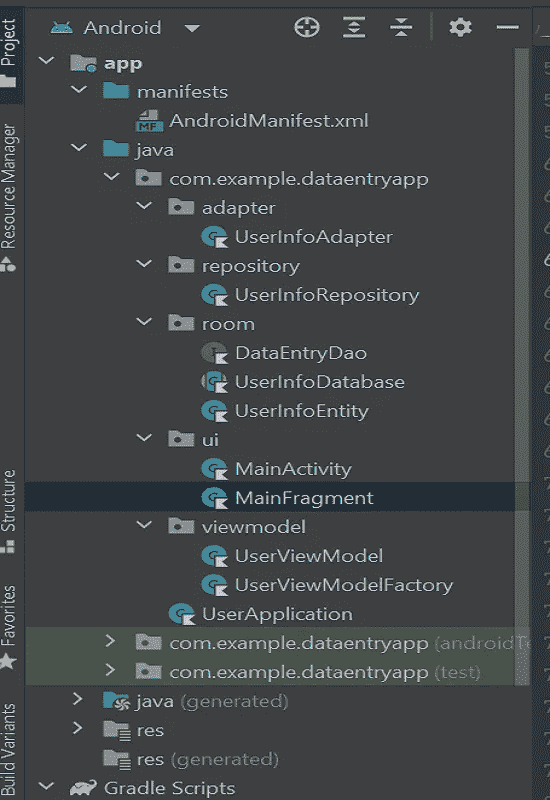 Android
app
manifests
AndroidManifest.xml
java
com.example.dataentryapp
adapter
UserInfoAdapter
repository
UserInfoRepository
room
DataEntryDao
UserInfoDatabase
UserInfoEntity
ui
MainActivity
MainFragment
viewmodel
UserViewModel
UserViewModelFactory
UserApplication
com.example.dataentryapp (androidTe
com.example.dataentryapp (test)
java (generated)
res
res (generated)
Gradle Scripts
Project
Resource Manager
Structure
Favorites
Build Variants